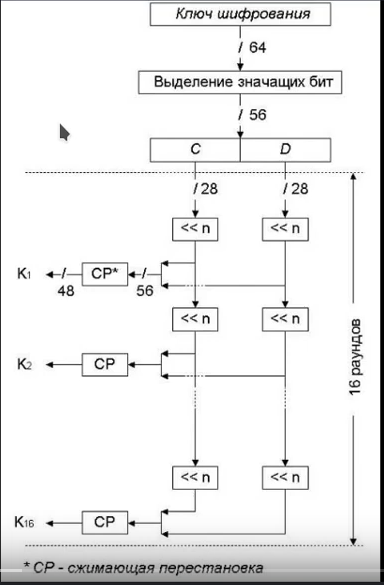 Ключ шифрования
/ 64
Выделение значащих бит
/ 56
C D
/ 28 / 28
<< n << n
K1 / 48 CP* / 56
<< n << n
K2 CP
16 раундов
<< n << n
K16 CP
* CP - сжимающая перестановка